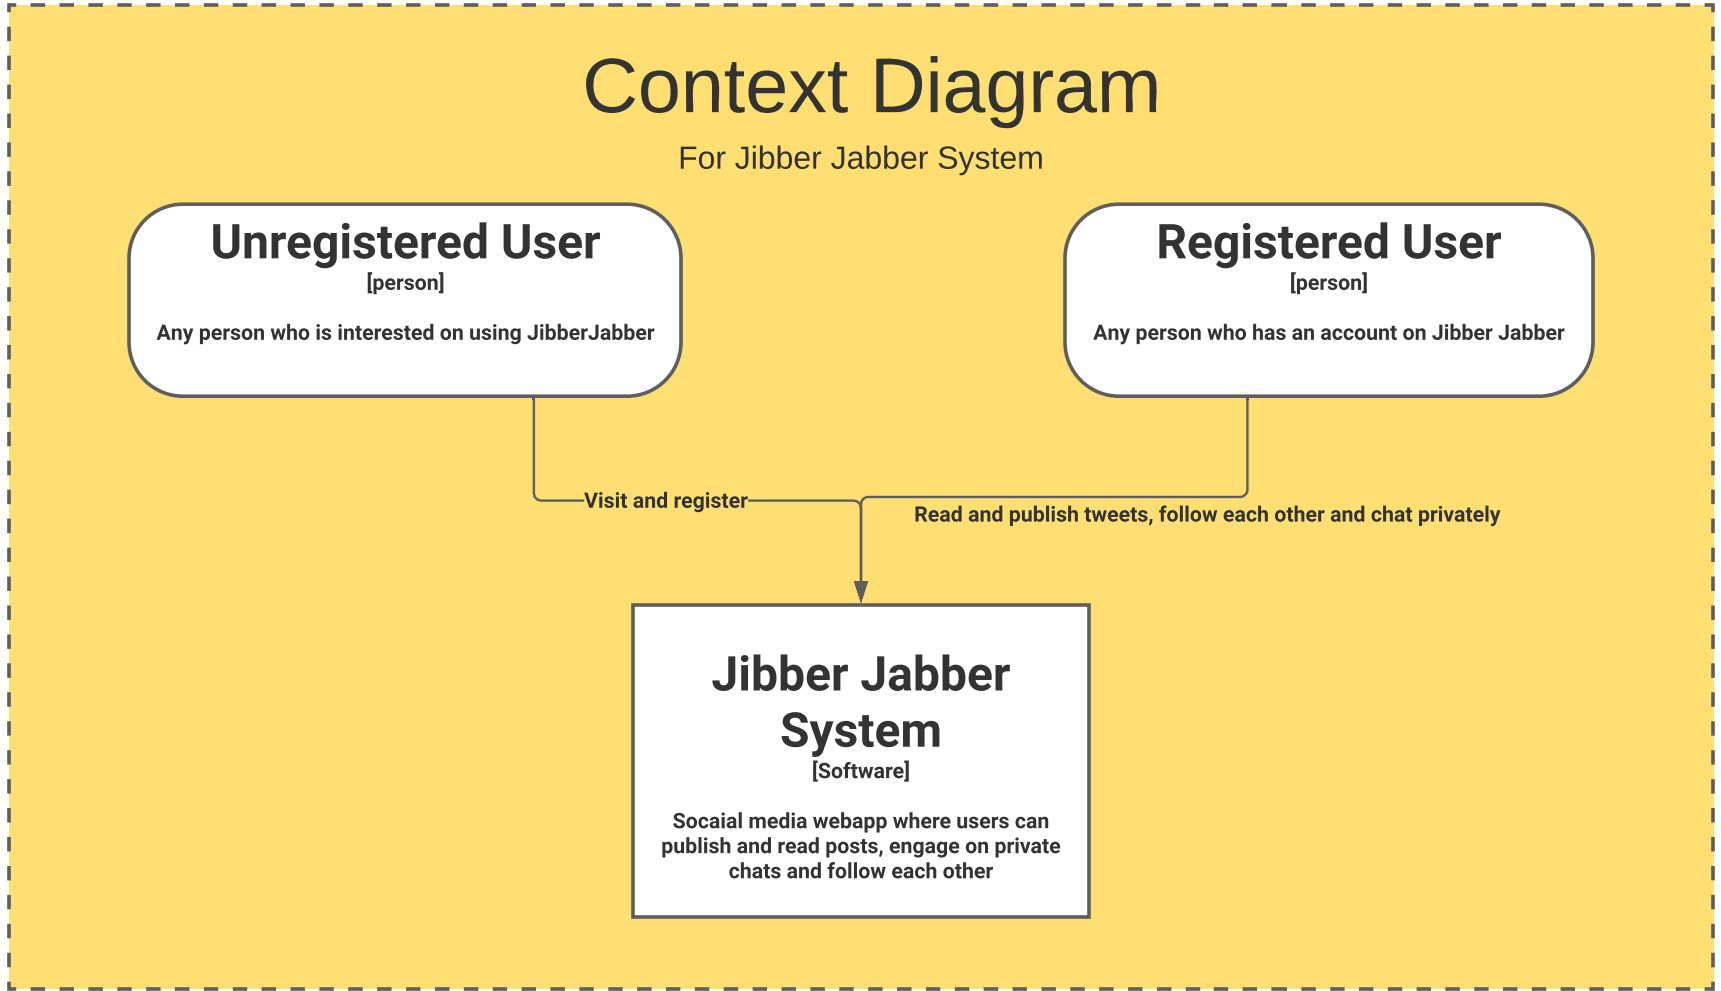 Context Diagram
For Jibber Jabber System
Unregistered User
[person]
Any person who is interested on using JibberJabber
Registered User
[person]
Any person who has an account on Jibber Jabber
Visit and register
Read and publish tweets, follow each other and chat privately
Jibber Jabber
System
[Software]
Socaial media webapp where users can
publish and read posts, engage on private
chats and follow each other